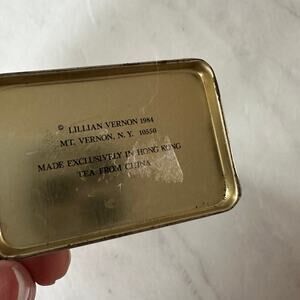 © LILLIAN VERNON 1984
MT. VERNON, N. Y. 10550
MADE EXCLUSIVELY IN HONG KONG
TEA FROM CHINA